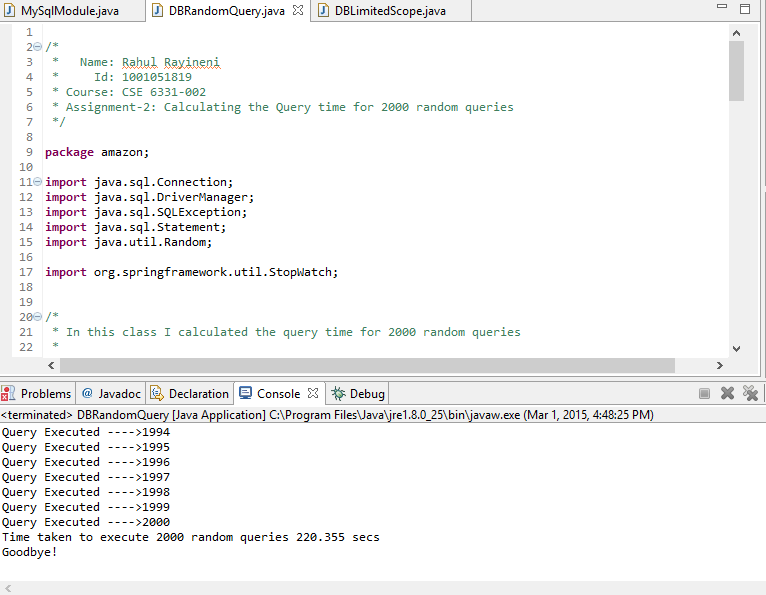 MySqlModule.java DBRandomQuery.java DBLimitedScope.java
1
2 /*
3 * Name: Rahul Rayineni
4 * Id: 1001051819
5 * Course: CSE 6331-002
6 * Assignment-2: Calculating the Query time for 2000 random queries
7 */
8
9 package amazon;
10
11 import java.sql.Connection;
12 import java.sql.DriverManager;
13 import java.sql.SQLException;
14 import java.sql.Statement;
15 import java.util.Random;
16
17 import org.springframework.util.StopWatch;
18
19
20 /*
21 * In this class I calculated the query time for 2000 random queries
22 *
Problems @ Javadoc Declaration Console Debug
<terminated> DBRandomQuery [Java Application] C:\Program Files\Java\jre1.8.0_25\bin\javaw.exe (Mar 1, 2015, 4:48:25 PM)
Query Executed ---->1994
Query Executed ---->1995
Query Executed ---->1996
Query Executed ---->1997
Query Executed ---->1998
Query Executed ---->1999
Query Executed ---->2000
Time taken to execute 2000 random queries 220.355 secs
Goodbye!